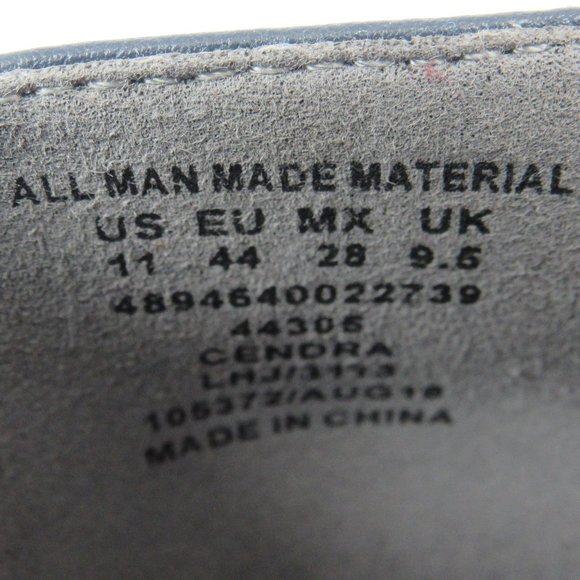 ALL MAN MADE MATERIAL
US EU MX UK
11 44 28 9.5
4894640022739
44305
CENDRA
LHJ/3113
105372/AUG18
MADE IN CHINA